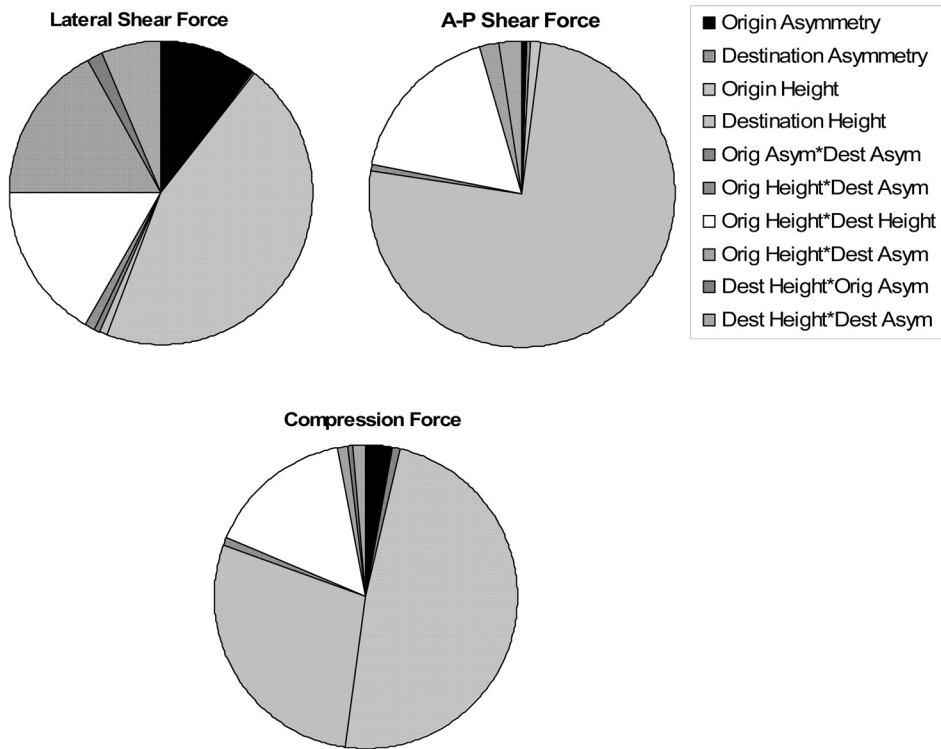 Lateral Shear Force
A-P Shear Force
Origin Asymmetry
Destination Asymmetry
Origin Height
Destination Height
Orig Asym*Dest Asym
Orig Height*Dest Asym
Orig Height*Dest Height
Orig Height*Dest Asym
Dest Height*Orig Asym
Dest Height*Dest Asym
Compression Force